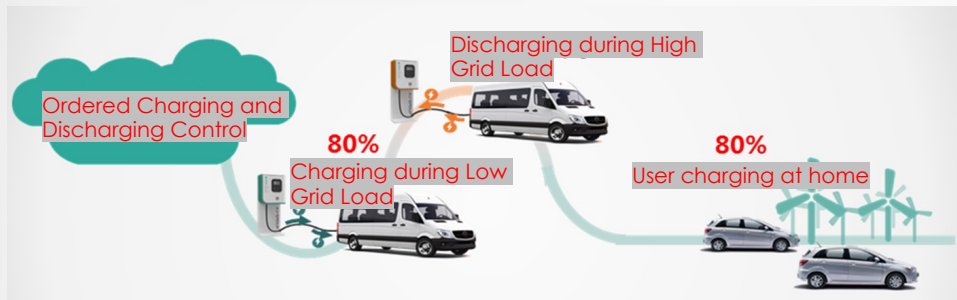 Discharging during High
Grid Load
Ordered Charging and
Discharging Control
80%
Charging during Low
Grid Load
80%
User charging at home